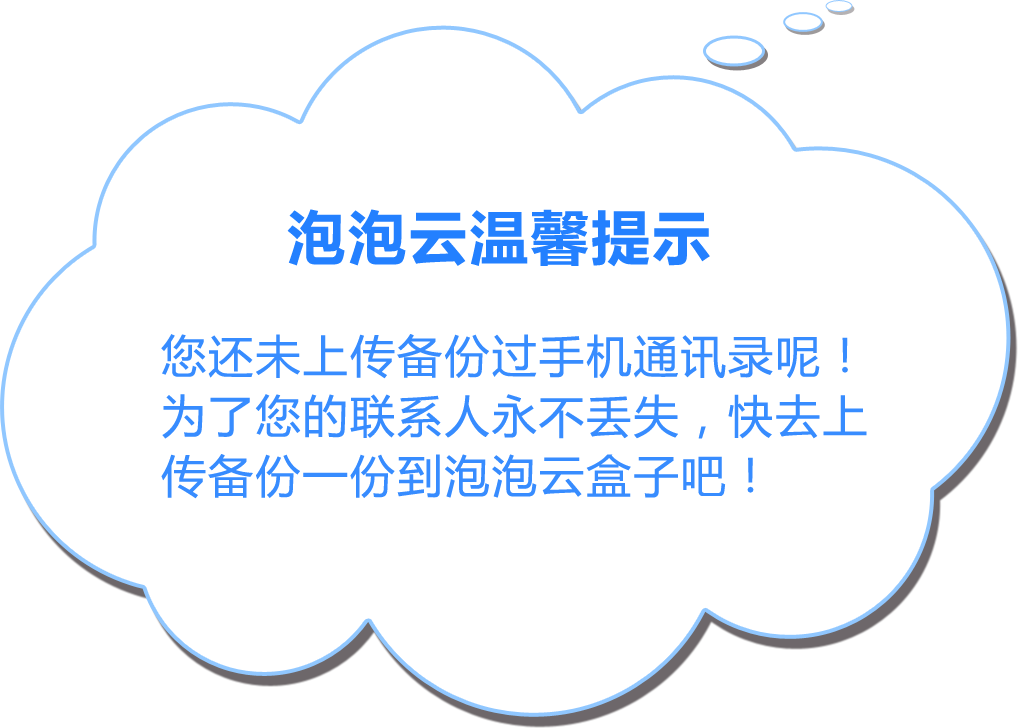 泡泡云温馨提示
您还未上传备份过手机通讯录呢！
为了您的联系人永不丢失，快去上
传备份一份到泡泡云盒子吧！